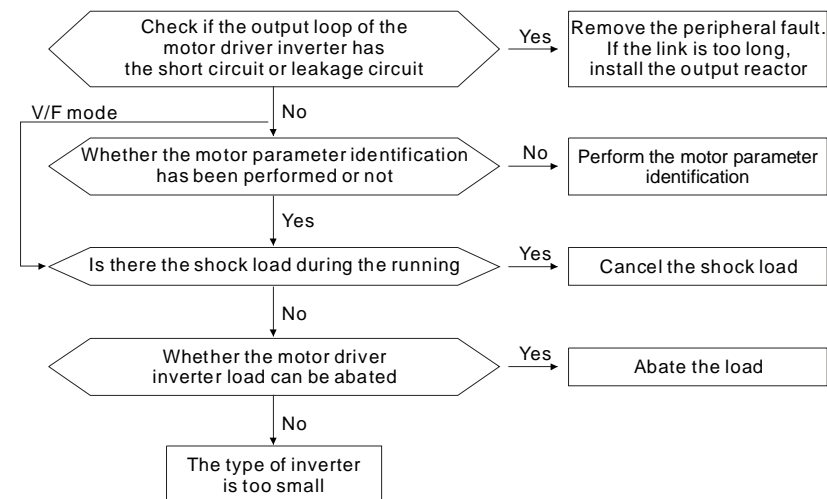 Check if the output loop of the
motor driver inverter has
the short circuit or leakage circuit
Yes
Remove the peripheral fault.
If the link is too long,
install the output reactor
No
V/F mode
Whether the motor parameter identification
has been performed or not
No
Perform the motor parameter
identification
Yes
Is there the shock load during the running
Yes
Cancel the shock load
No
Whether the motor driver
inverter load can be abated
Yes
Abate the load
No
The type of inverter
is too small